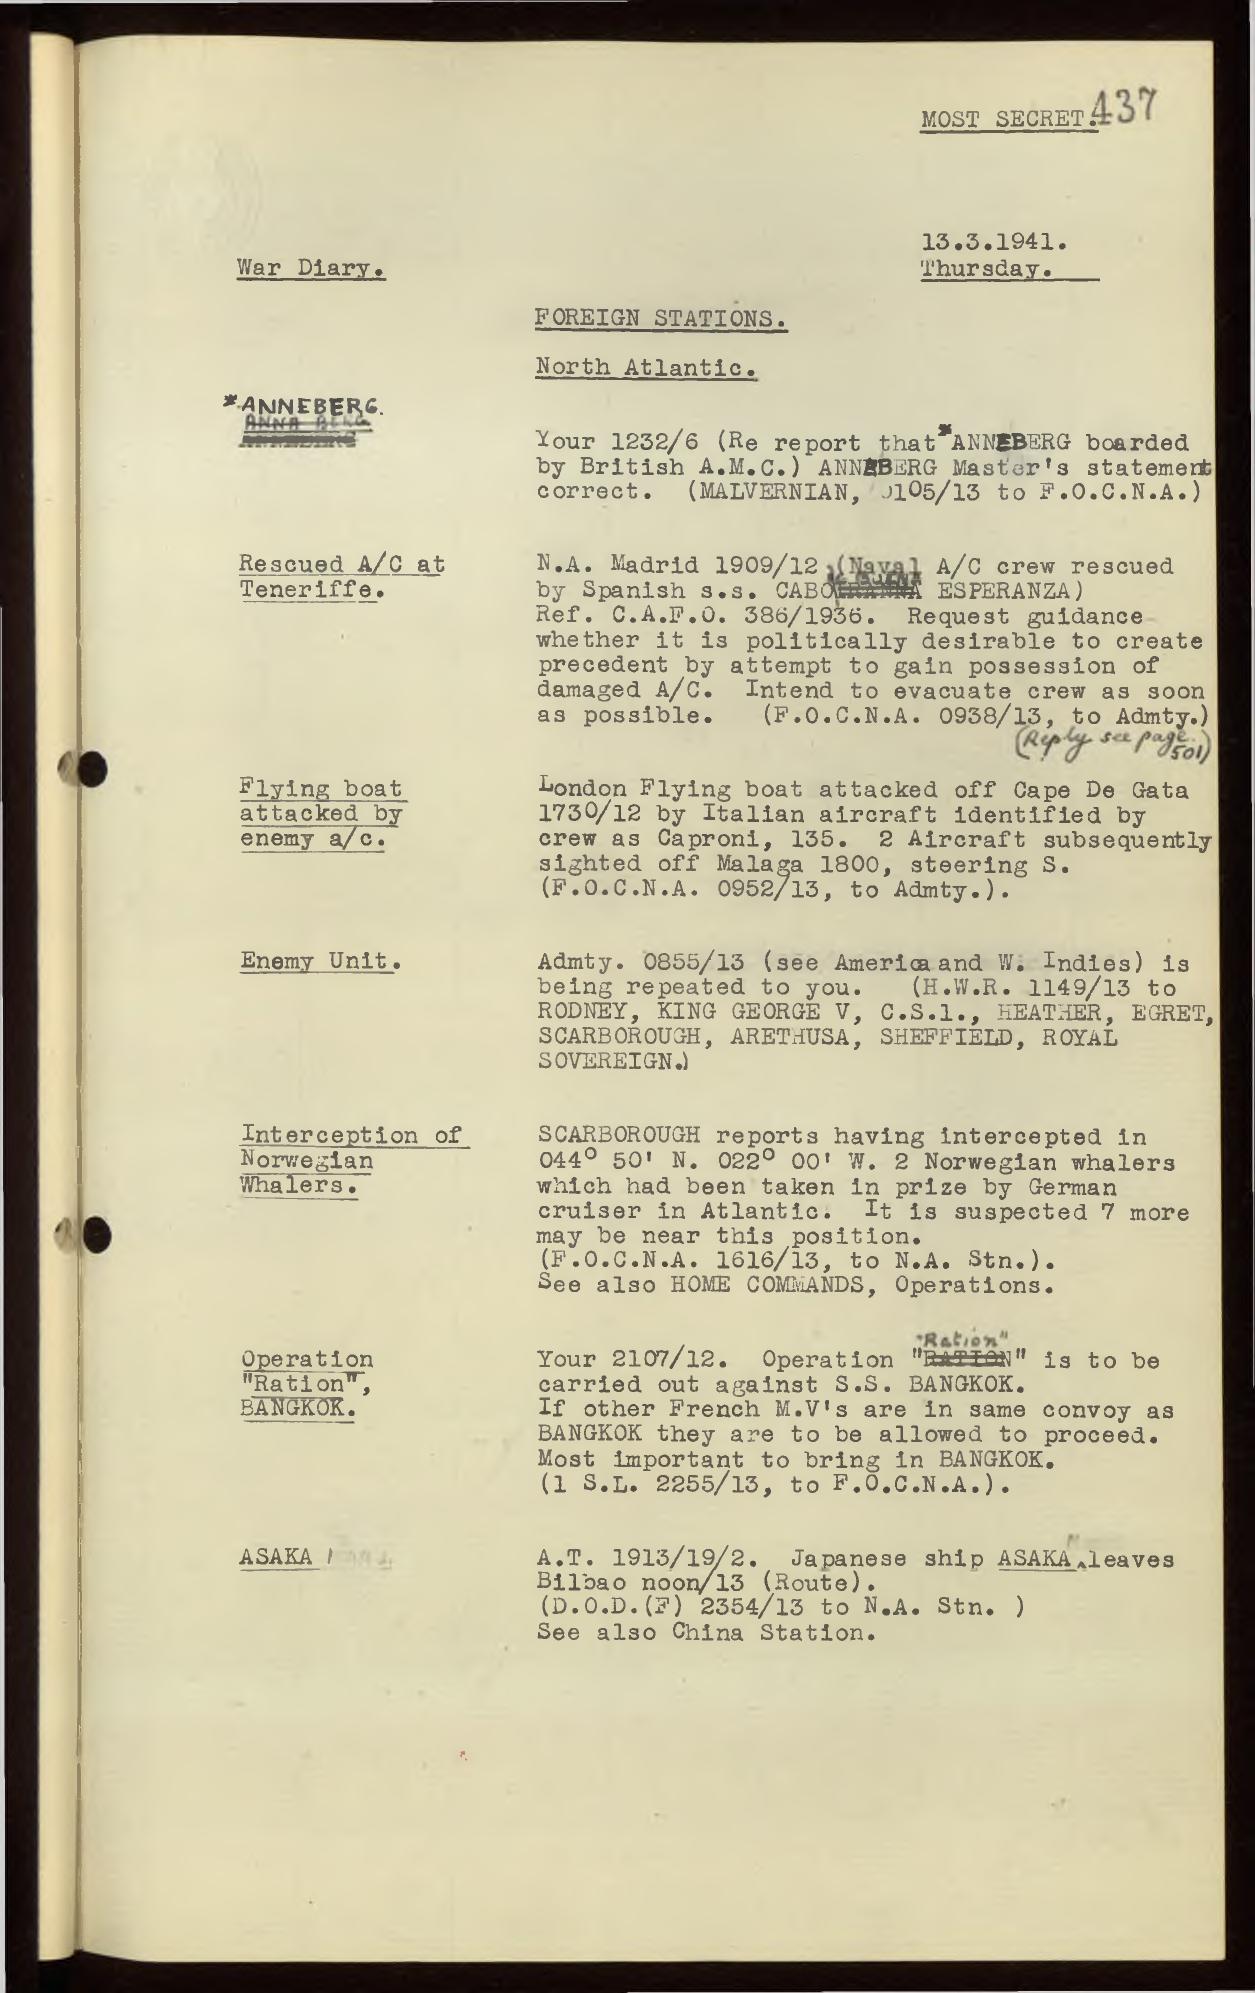 MOST SECRET. 437
13.3.1941.
War Diary.
Thursday.
FOREIGN STATIONS.
North Atlantic.
*ANNEBERG.
ANNA BERG
Your 1232/6 (Re report that *ANNEBERG boarded
by British A.M.C.) ANNEBERG Master's statement
correct. (MALVERNIAN, 0105/13 to F.O.C.N.A.)
Rescued A/C at
Teneriffe.
N.A. Madrid 1909/12 (Naval A/C crew rescued
by Spanish s.s. CABO DE BUENA ESPERANZA)
Ref. C.A.F.O. 386/1936. Request guidance
whether it is politically desirable to create
precedent by attempt to gain possession of
damaged A/C. Intend to evacuate crew as soon
as possible. (F.O.C.N.A. 0938/13, to Admty.)
(Reply see page 501)
Flying boat
attacked by
enemy a/c.
London Flying boat attacked off Cape De Gata
1730/12 by Italian aircraft identified by
crew as Caproni, 135. 2 Aircraft subsequently
sighted off Malaga 1800, steering S.
(F.O.C.N.A. 0952/13, to Admty.).
Enemy Unit.
Admty. 0855/13 (see America and W. Indies) is
being repeated to you. (H.W.R. 1149/13 to
RODNEY, KING GEORGE V, C.S.1., HEATHER, EGRET,
SCARBOROUGH, ARETHUSA, SHEFFIELD, ROYAL
SOVEREIGN.)
Interception of
Norwegian
Whalers.
SCARBOROUGH reports having intercepted in
044° 50' N. 022° 00' W. 2 Norwegian whalers
which had been taken in prize by German
cruiser in Atlantic. It is suspected 7 more
may be near this position.
(F.O.C.N.A. 1616/13, to N.A. Stn.).
See also HOME COMMANDS, Operations.
Operation
"Ration",
BANGKOK.
"Ration"
Your 2107/12. Operation "RATION" is to be
carried out against S.S. BANGKOK.
If other French M.V's are in same convoy as
BANGKOK they are to be allowed to proceed.
Most important to bring in BANGKOK.
(1 S.L. 2255/13, to F.O.C.N.A.).
ASAKA
A.T. 1913/19/2. Japanese ship ASAKA leaves
Bilbao noon/13 (Route).
(D.O.D.(F) 2354/13 to N.A. Stn. )
See also China Station.